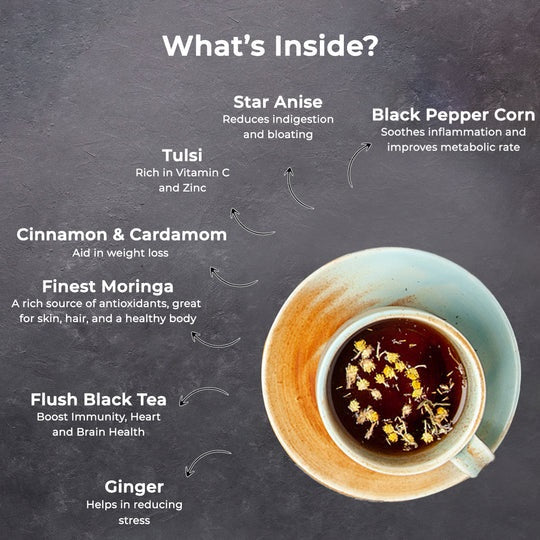 What's Inside?
Star Anise
Reduces indigestion
and bloating
Black Pepper Corn
Soothes inflammation and
improves metabolic rate
Tulsi
Rich in Vitamin C
and Zinc
Cinnamon & Cardamom
Aid in weight loss
Finest Moringa
A rich source of antioxidants, great
for skin, hair, and a healthy body
Flush Black Tea
Boost Immunity, Heart
and Brain Health
Ginger
Helps in reducing
stress